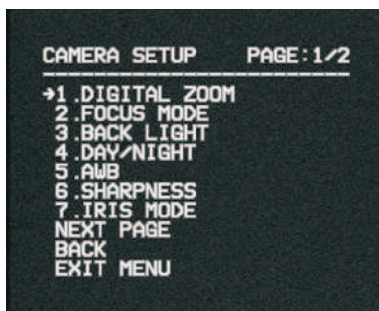 CAMERA SETUP PAGE:1/2
→1.DIGITAL ZOOM
2.FOCUS MODE
3.BACK LIGHT
4.DAY/NIGHT
5.AWB
6.SHARPNESS
7.IRIS MODE
NEXT PAGE
BACK
EXIT MENU